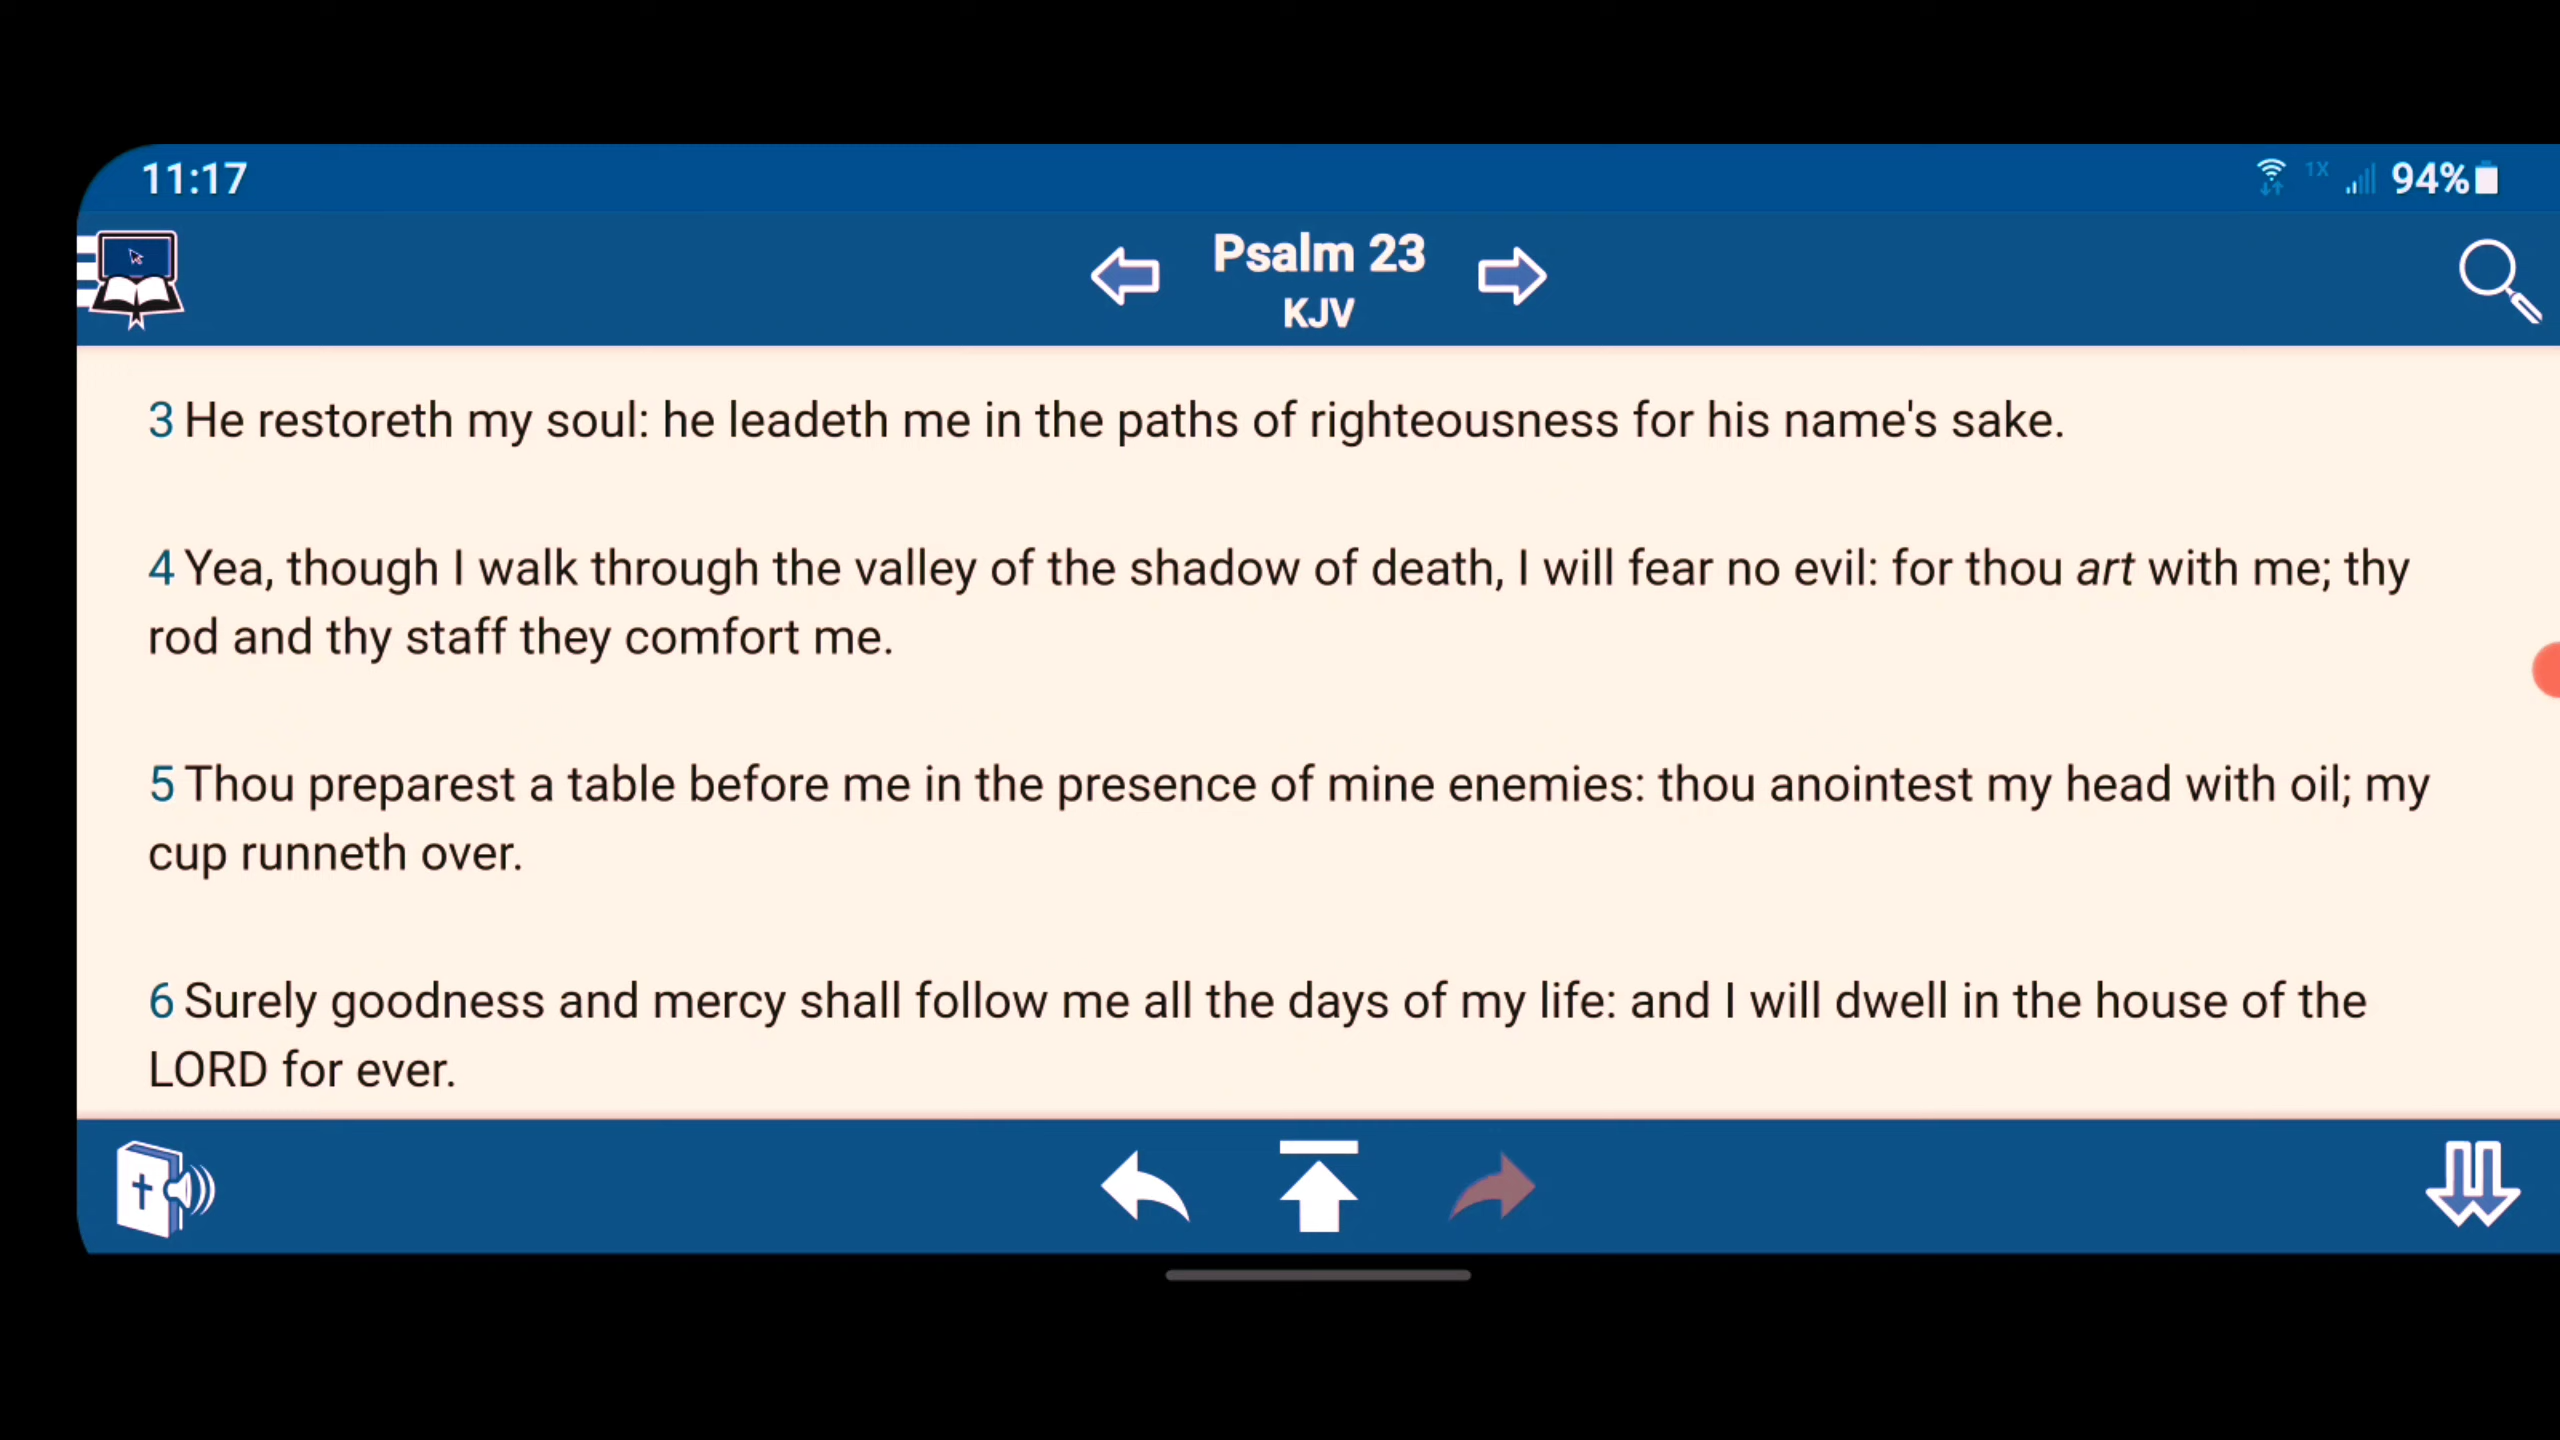 11:17
1X 94%
Psalm 23
KJV
3 He restoreth my soul: he leadeth me in the paths of righteousness for his name's sake.
4 Yea, though I walk through the valley of the shadow of death, I will fear no evil: for thou art with me; thy
rod and thy staff they comfort me.
5 Thou preparest a table before me in the presence of mine enemies: thou anointest my head with oil; my
cup runneth over.
6 Surely goodness and mercy shall follow me all the days of my life: and I will dwell in the house of the
LORD for ever.